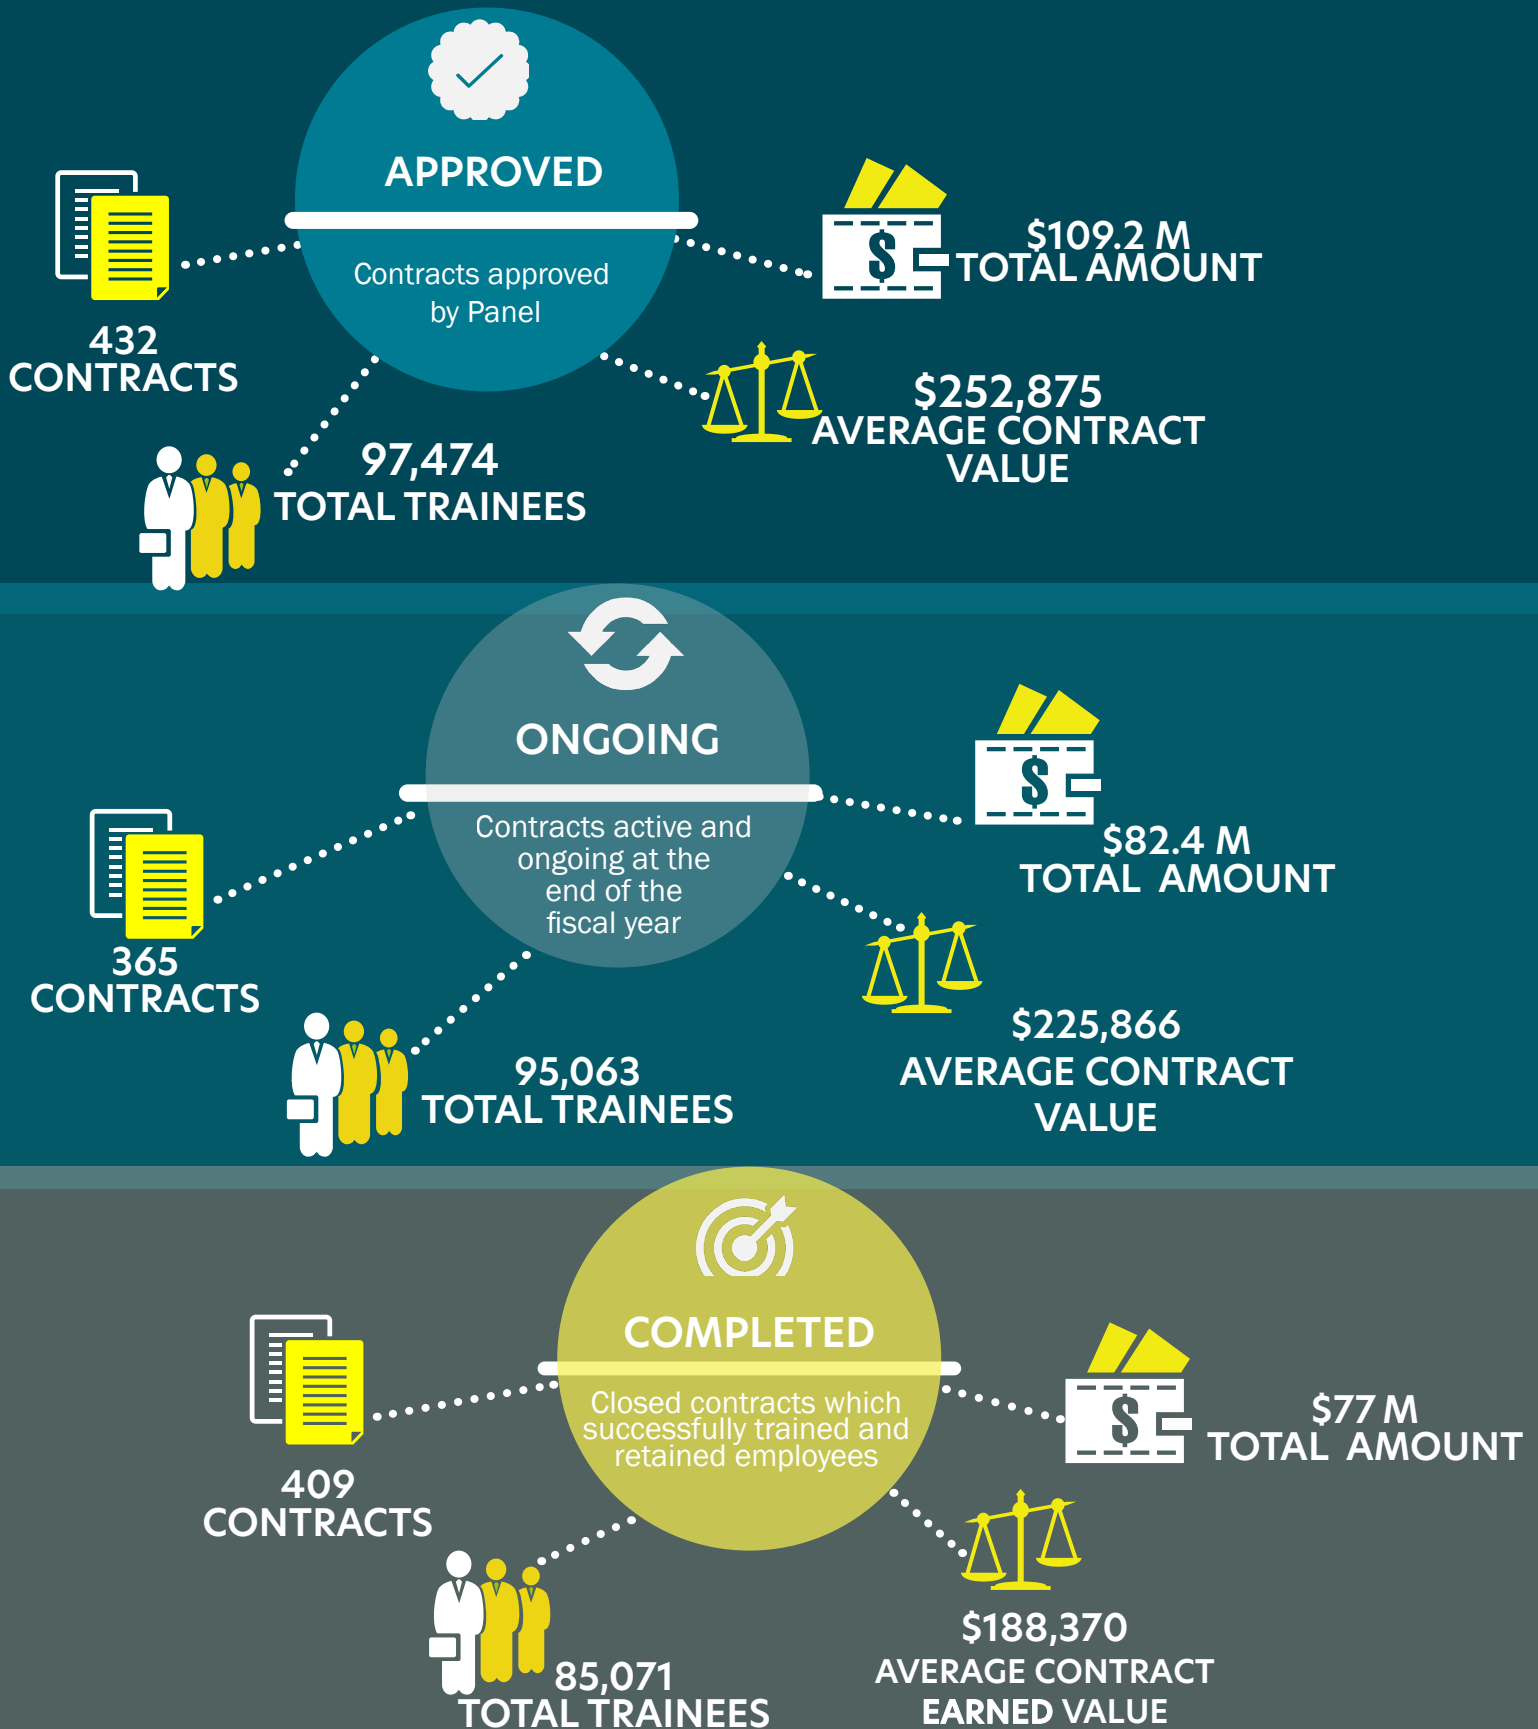 APPROVED
Contracts approved
by Panel
432
CONTRACTS
$109.2 M
TOTAL AMOUNT
$252,875
AVERAGE CONTRACT
VALUE
97,474
TOTAL TRAINEES
ONGOING
Contracts active and
ongoing at the
end of the
fiscal year
365
CONTRACTS
$82.4 M
TOTAL AMOUNT
$225,866
AVERAGE CONTRACT
VALUE
95,063
TOTAL TRAINEES
COMPLETED
Closed contracts which
successfully trained and
retained employees
409
CONTRACTS
$77 M
TOTAL AMOUNT
$188,370
AVERAGE CONTRACT
EARNED VALUE
85,071
TOTAL TRAINEES